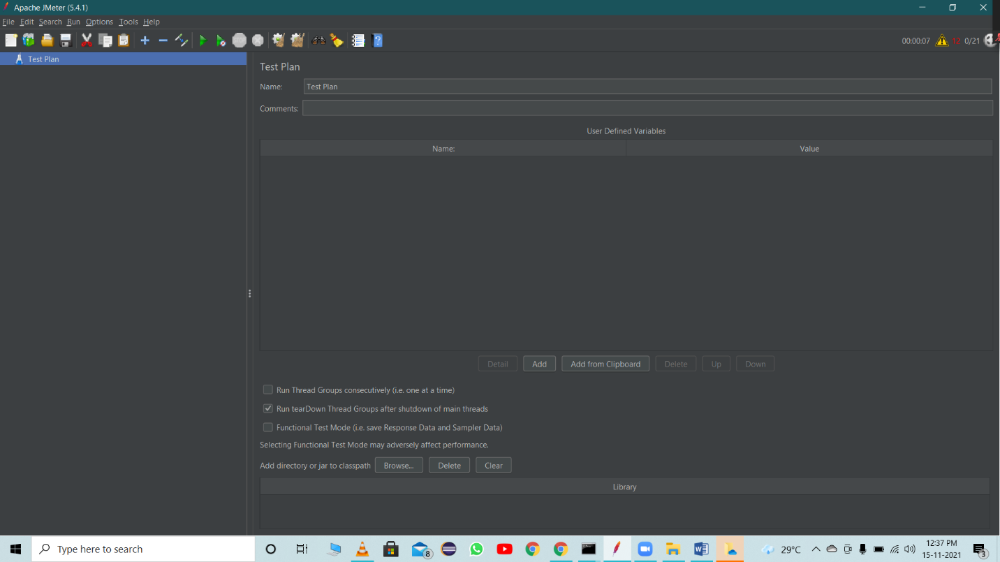 Apache JMeter (5.4.1)
File Edit Search Run Options Tools Help
STOP
00:00:07 12 0/21
Test Plan
Test Plan
Name: Test Plan
Comments:
User Defined Variables
Name: Value
Detail Add Add from Clipboard Delete Up Down
Run Thread Groups consecutively (i.e. one at a time)
Run tearDown Thread Groups after shutdown of main threads
Functional Test Mode (i.e. save Response Data and Sampler Data)
Selecting Functional Test Mode may adversely affect performance.
Add directory or jar to classpath Browse... Delete Clear
Library
Type here to search 8 29°C 12:37 PM
15-11-2021 3